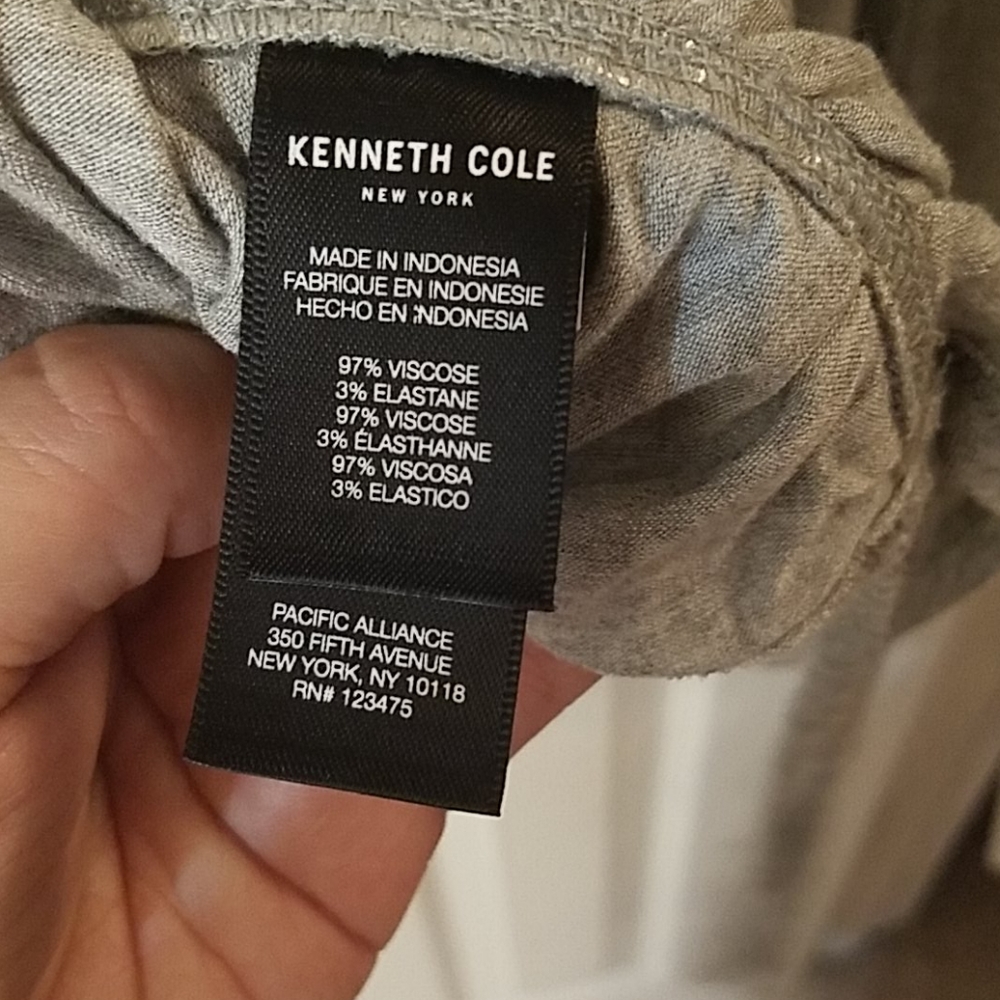 KENNETH COLE
NEW YORK
MADE IN INDONESIA
FABRIQUE EN INDONESIE
HECHO EN INDONESIA
97% VISCOSE
3% ELASTANE
97% VISCOSE
3% ÉLASTHANNE
97% VISCOSA
3% ELASTICO
PACIFIC ALLIANCE
350 FIFTH AVENUE
NEW YORK, NY 10118
RN# 123475